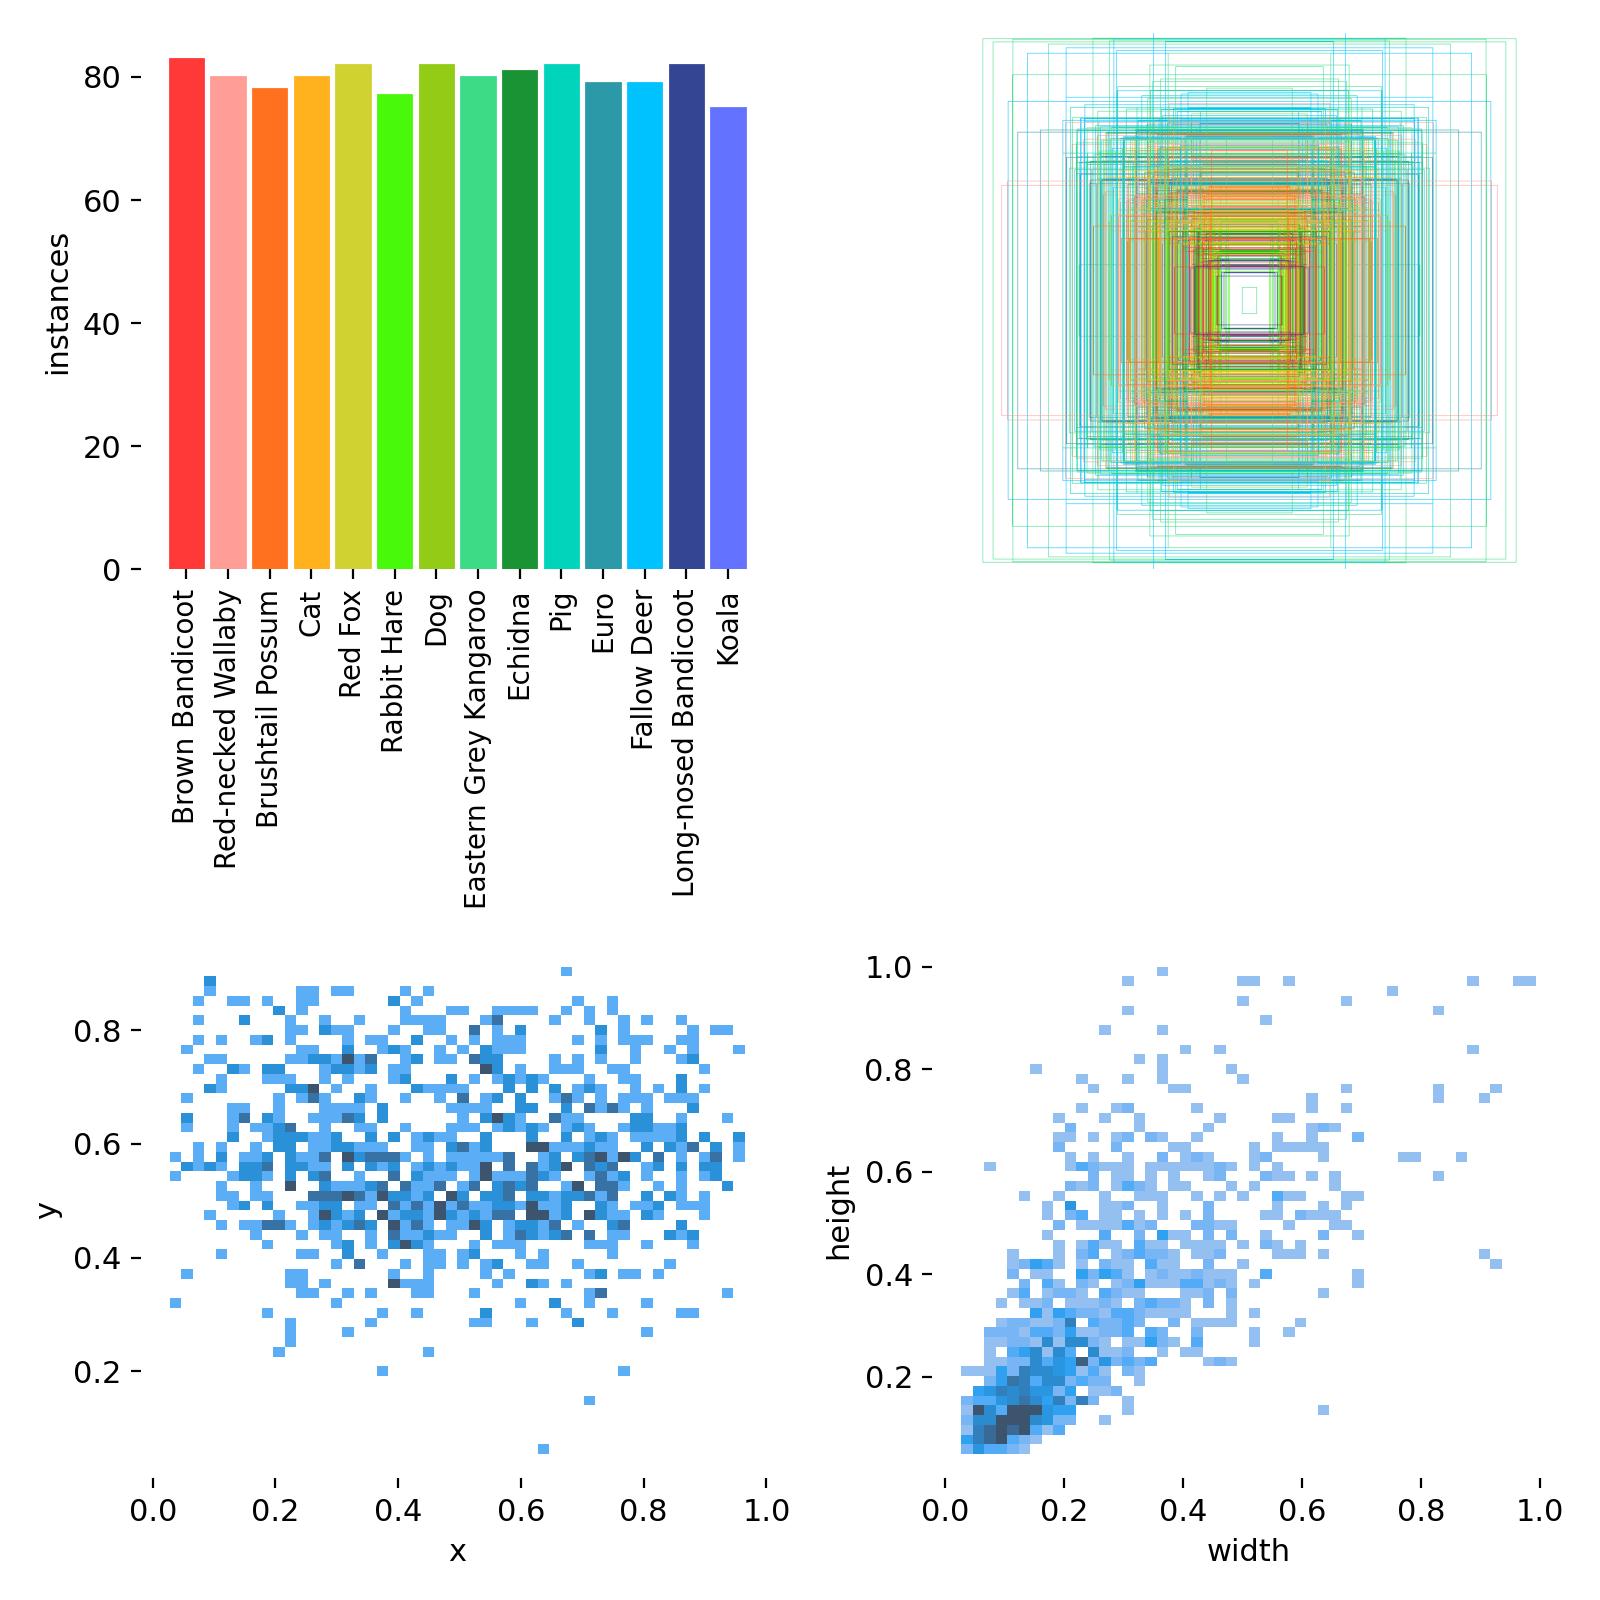 instances
80
60
40
20
0
Brown Bandicoot
Red-necked Wallaby
Brushtail Possum
Cat
Red Fox
Rabbit Hare
Dog
Eastern Grey Kangaroo
Echidna
Pig
Euro
Fallow Deer
Long-nosed Bandicoot
Koala
y
0.8
0.6
0.4
0.2
0.0 0.2 0.4 0.6 0.8 1.0
x
height
1.0
0.8
0.6
0.4
0.2
0.0 0.2 0.4 0.6 0.8 1.0
width